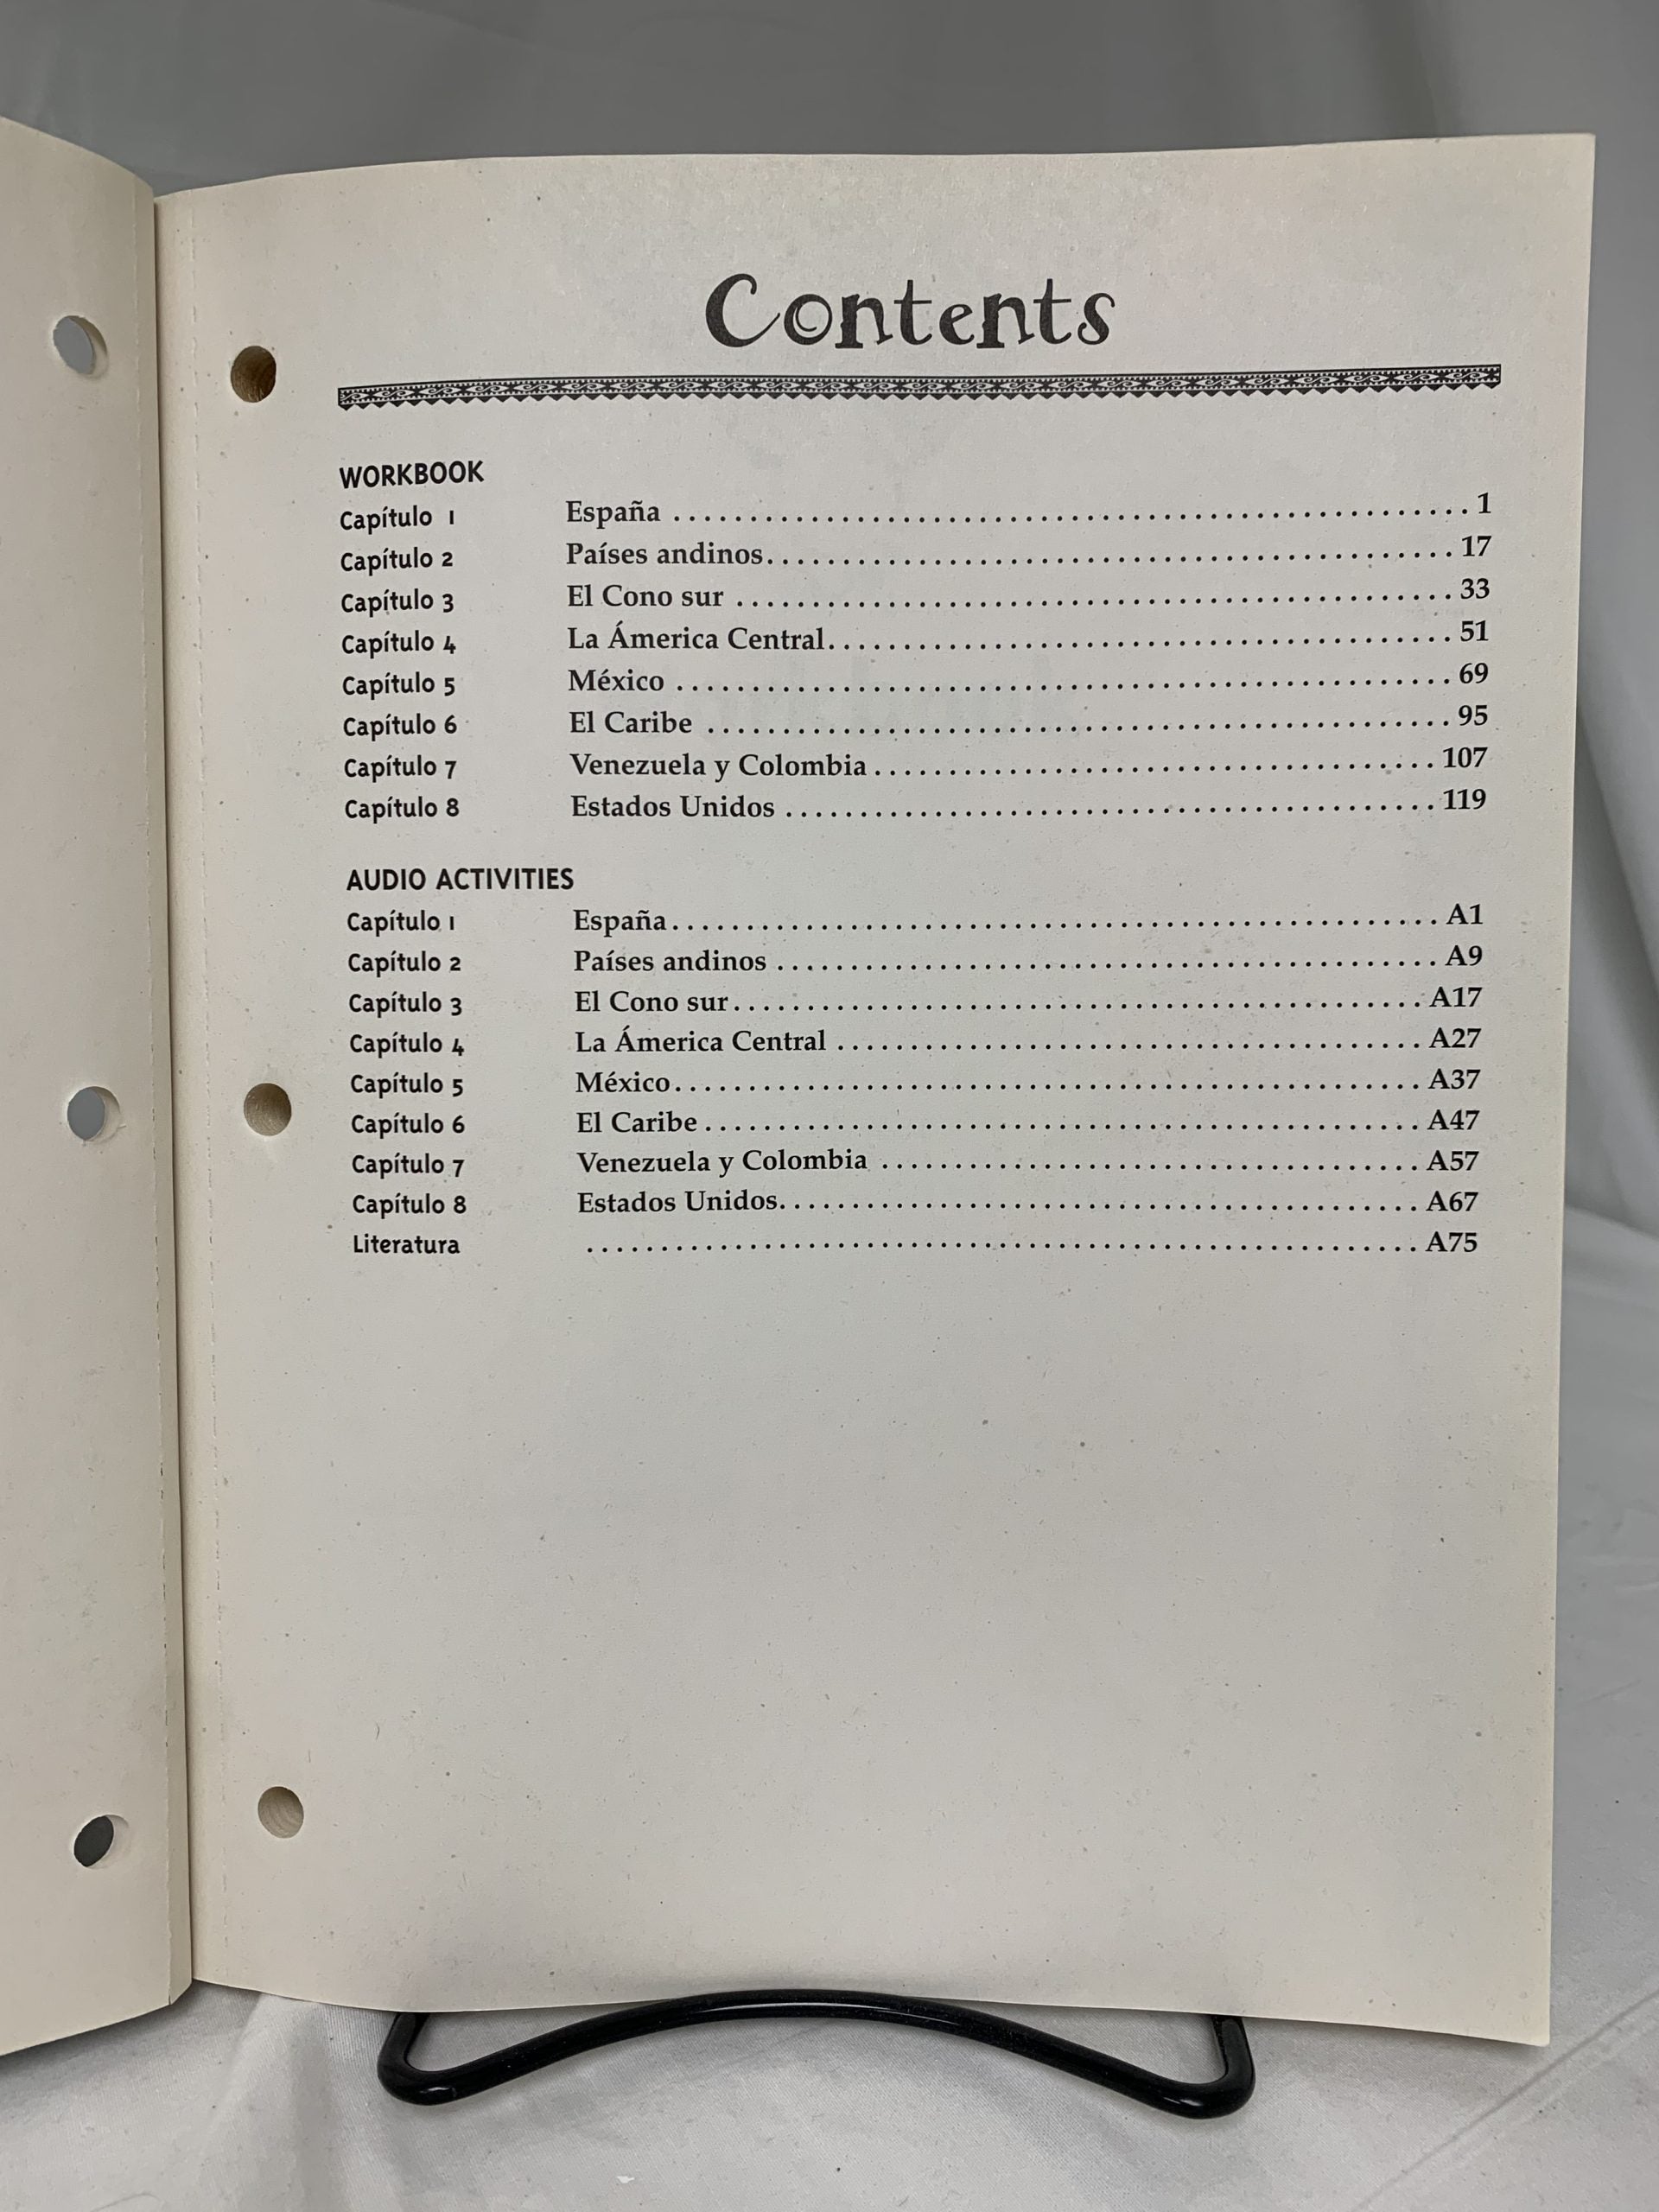 Contents
WORKBOOK
Capítulo 1 España 1
Capítulo 2 Países andinos 17
Capítulo 3 El Cono sur 33
Capítulo 4 La Ámerica Central 51
Capítulo 5 México 69
Capítulo 6 El Caribe 95
Capítulo 7 Venezuela y Colombia 107
Capítulo 8 Estados Unidos 119
AUDIO ACTIVITIES
Capítulo 1 España A1
Capítulo 2 Países andinos A9
Capítulo 3 El Cono sur A17
Capítulo 4 La Ámerica Central A27
Capítulo 5 México A37
Capítulo 6 El Caribe A47
Capítulo 7 Venezuela y Colombia A57
Capítulo 8 Estados Unidos A67
Literatura A75